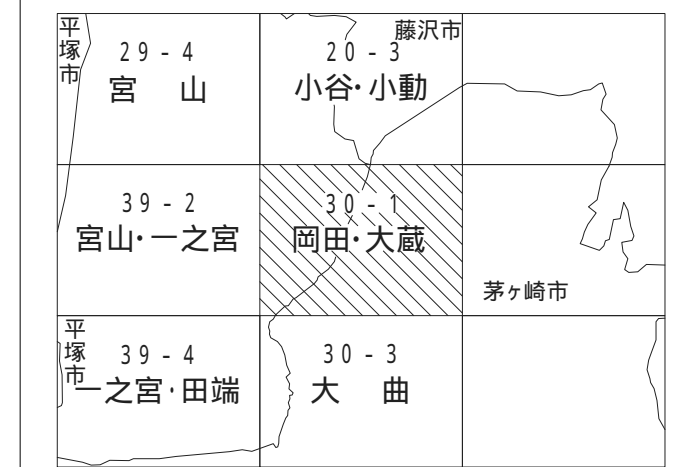 平塚市
29-4
宮　山
藤沢市
20-3
小谷・小動
39-2
宮山・一之宮
30-1
岡田・大蔵
茅ヶ崎市
平塚市
39-4
一之宮・田端
30-3
大　曲